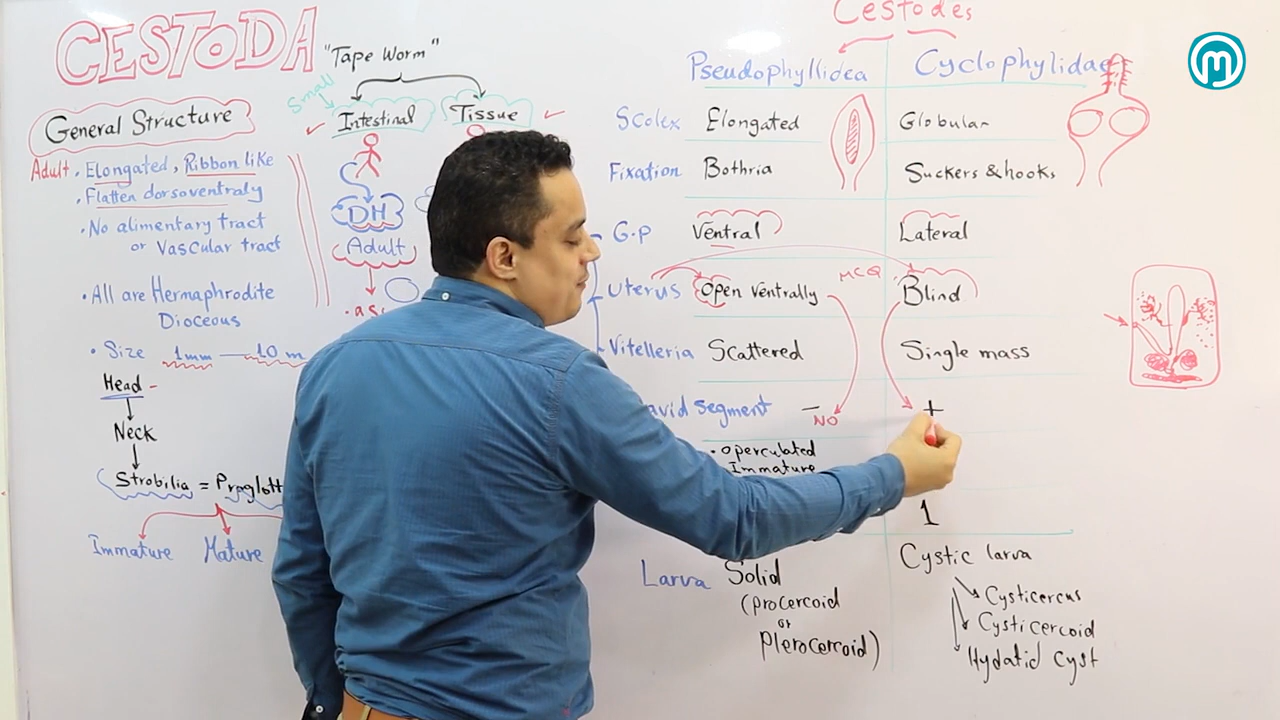 CESTODA
"Tape Worm"
Small
Intestinal
Tissue
General Structure
Adult . Elongated, Ribbon like
. Flatten dorsoventraly
. No alimentary tract
or Vascular tract
. All are Hermaphrodite
Dioceous
. Size 1mm — 10 m
Head
Neck
Strobilia =
Immature Mature
DH
Adult
Cestodes
Pseudophyllidea Cyclophylidae
Scolex Elongated Globular
Fixation Bothria Suckers & hooks
G.p Ventral Lateral
MCQ
Uterus Open Ventrally Blind
Vitelleria Scattered Single mass
Segment — NO +
. operculated
Immature
1
Larva Solid Cystic larva
(procercoid
or
Plerocercoid)
Cysticercus
Cysticercoid
Hydatid Cyst